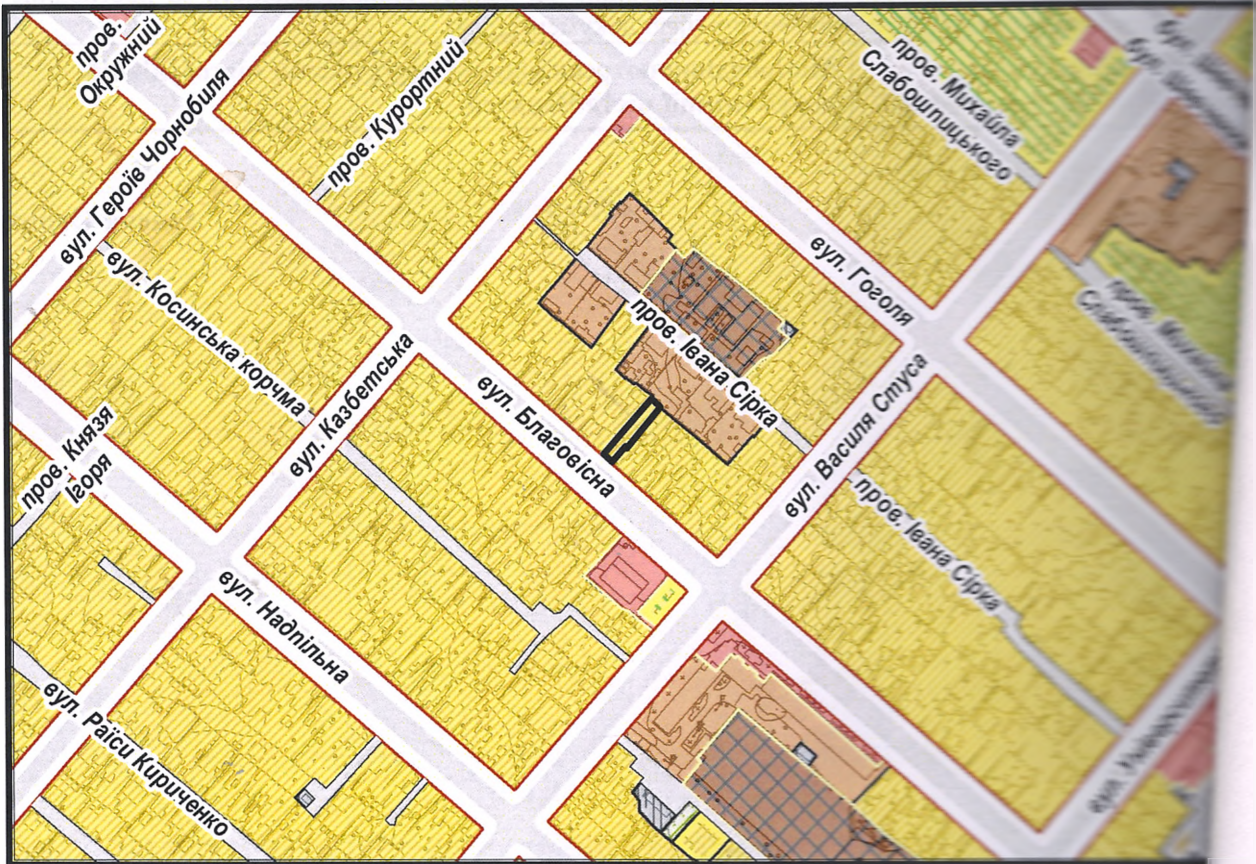 пров.
Окружний
вул. Героїв Чорнобиля
пров. Курортний
пров. Михайла
Слабошпицького
вул. Гоголя
вул. Косинська корчма
пров. Івана Сірка
вул. Казбетська
вул. Благовісна
вул. Василя Стуса
пров. Князя
Ігоря
пров. Івана Сірка
вул. Надпільна
вул. Раїси Кириченко